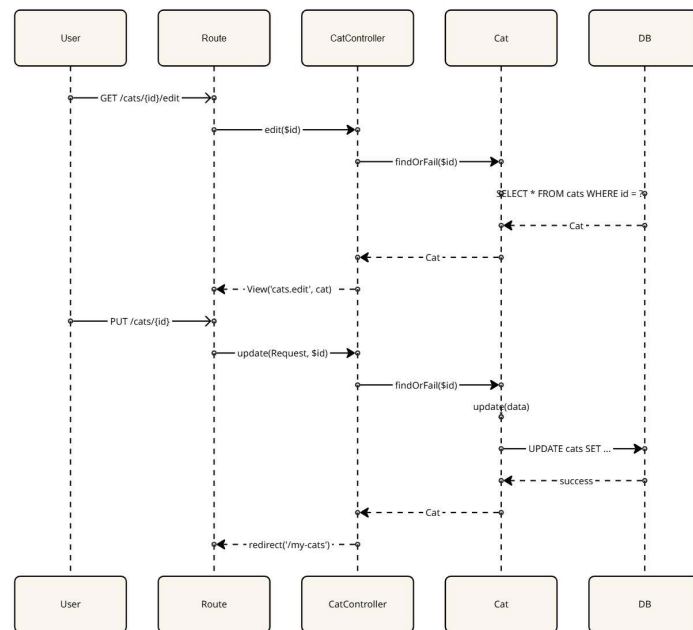 User
Route
CatController
Cat
DB
GET /cats/{id}/edit
edit($id)
findOrFail($id)
SELECT * FROM cats WHERE id = ?
Cat
Cat
View('cats.edit', cat)
PUT /cats/{id}
update(Request, $id)
findOrFail($id)
update(data)
UPDATE cats SET ...
success
Cat
redirect('/my-cats')
User
Route
CatController
Cat
DB